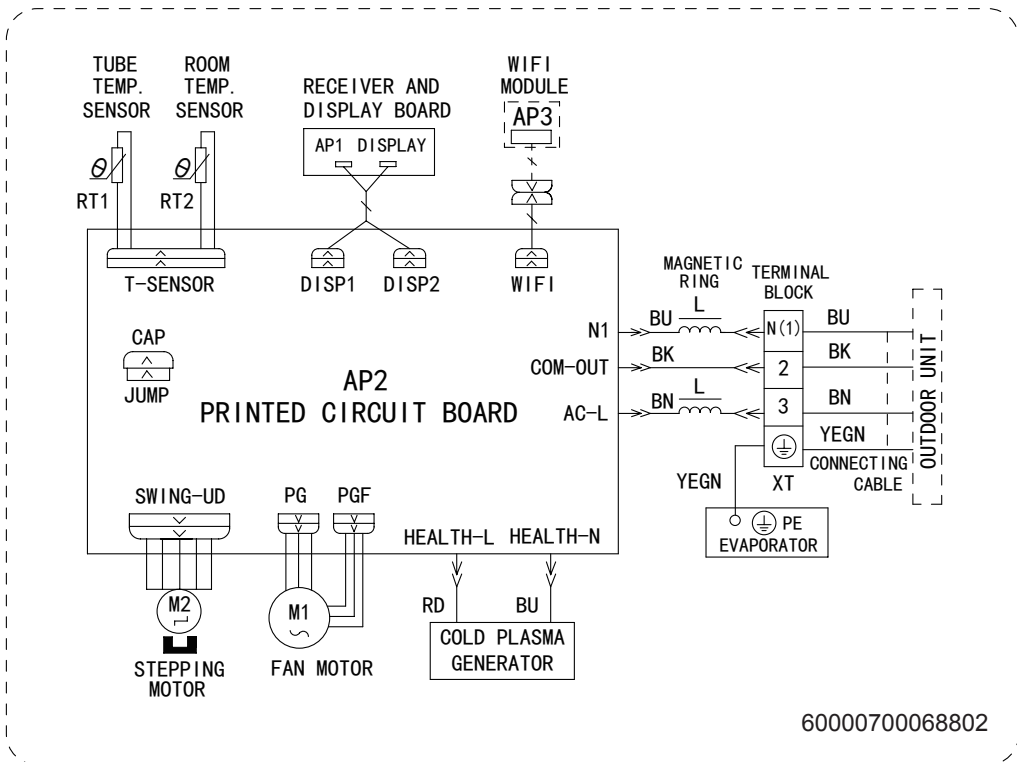 TUBE
TEMP.
SENSOR
ROOM
TEMP.
SENSOR
RECEIVER AND
DISPLAY BOARD
AP1 DISPLAY
WIFI
MODULE
AP3
θ
RT1
θ
RT2
T-SENSOR
DISP1
DISP2
WIFI
CAP
JUMP
AP2
PRINTED CIRCUIT BOARD
N1
COM-OUT
AC-L
MAGNETIC
RING
TERMINAL
BLOCK
BU
L
N(1)
BU
BK
2
BK
BN
L
3
BN
YEGN
YEGN
XT
CONNECTING
CABLE
OUTDOOR UNIT
PE
EVAPORATOR
SWING-UD
PG
PGF
HEALTH-L
HEALTH-N
M2
STEPPING
MOTOR
M1
FAN MOTOR
RD
BU
COLD PLASMA
GENERATOR
60000700068802